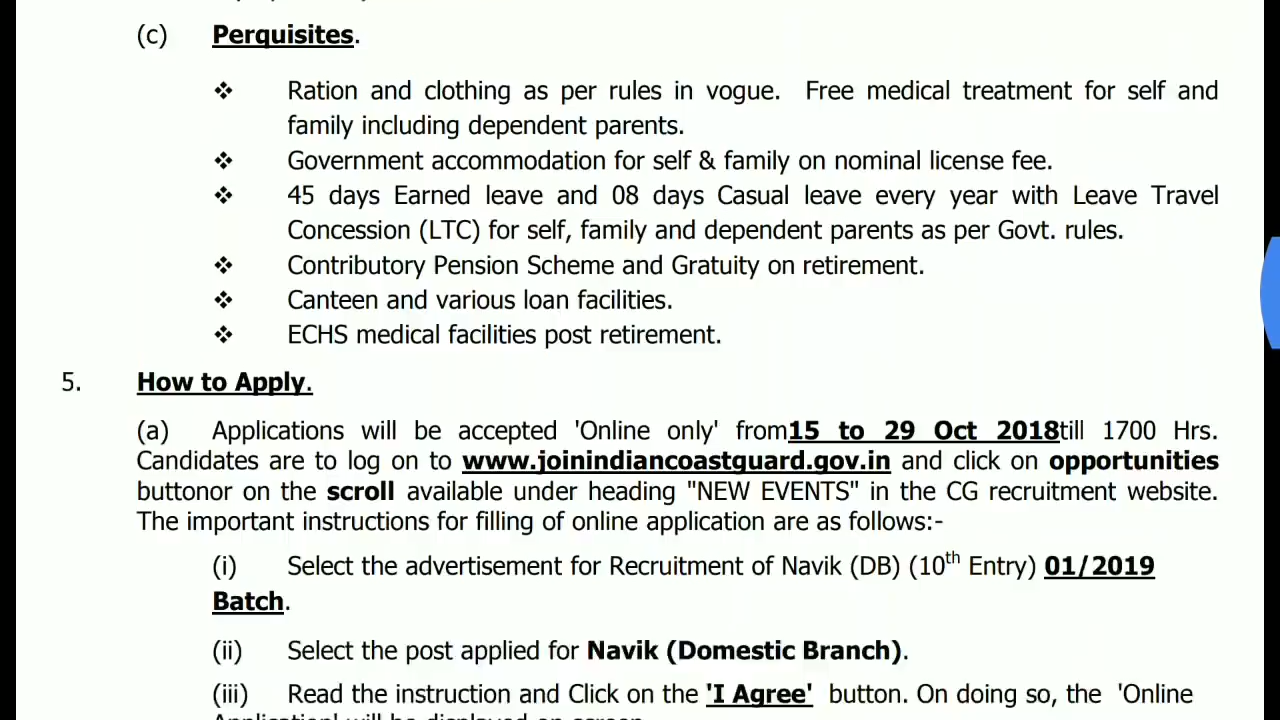 (c) Perquisites.
❖ Ration and clothing as per rules in vogue. Free medical treatment for self and
family including dependent parents.
❖ Government accommodation for self & family on nominal license fee.
❖ 45 days Earned leave and 08 days Casual leave every year with Leave Travel
Concession (LTC) for self, family and dependent parents as per Govt. rules.
❖ Contributory Pension Scheme and Gratuity on retirement.
❖ Canteen and various loan facilities.
❖ ECHS medical facilities post retirement.
5. How to Apply.
(a) Applications will be accepted 'Online only' from15 to 29 Oct 2018till 1700 Hrs.
Candidates are to log on to www.joinindiancoastguard.gov.in and click on opportunities
buttonor on the scroll available under heading "NEW EVENTS" in the CG recruitment website.
The important instructions for filling of online application are as follows:-
(i) Select the advertisement for Recruitment of Navik (DB) (10th Entry) 01/2019
Batch.
(ii) Select the post applied for Navik (Domestic Branch).
(iii) Read the instruction and Click on the 'I Agree' button. On doing so, the 'Online
Application' will be displayed on screen